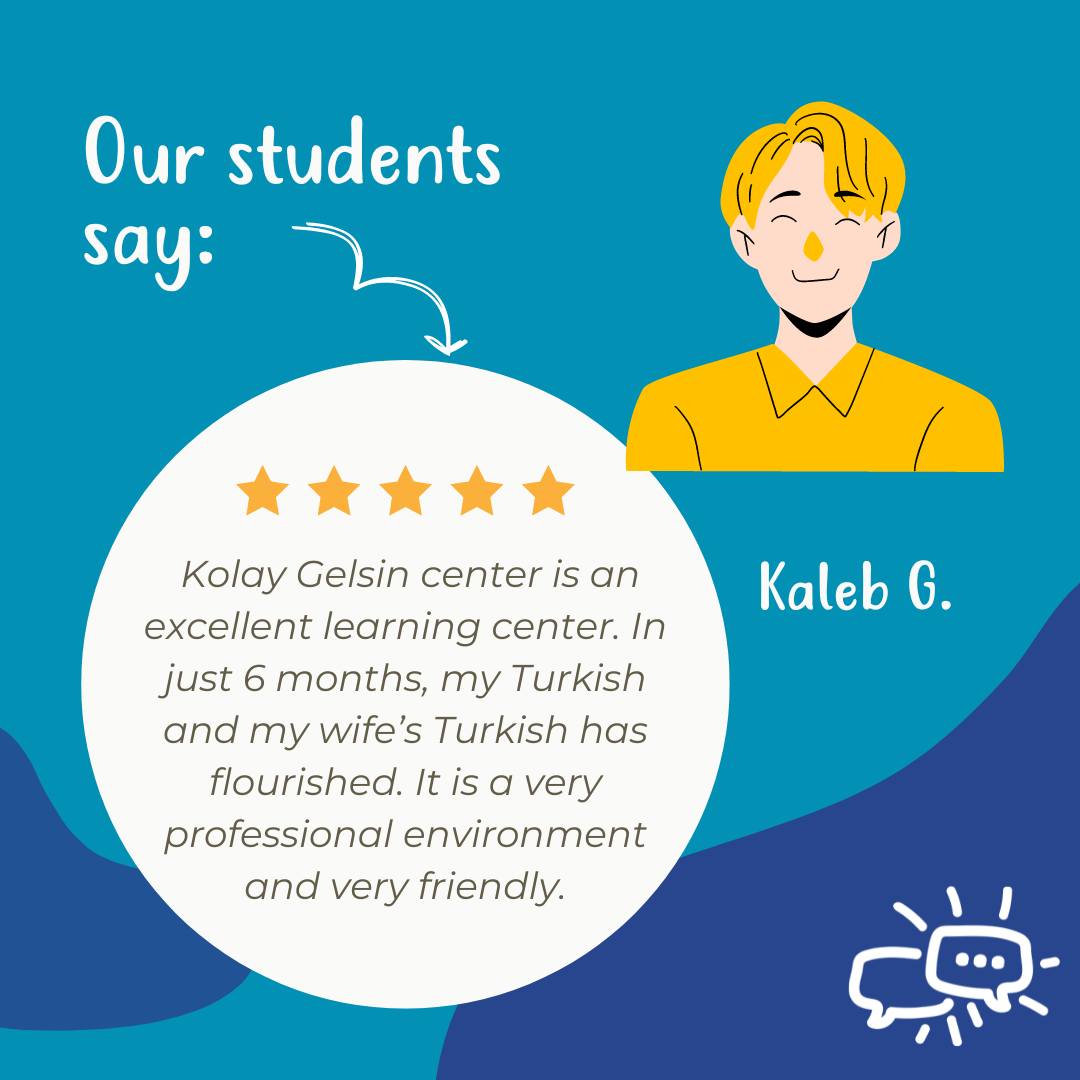 Our students
say:
Kolay Gelsin center is an
excellent learning center. In
just 6 months, my Turkish
and my wife’s Turkish has
flourished. It is a very
professional environment
and very friendly.
Kaleb G.